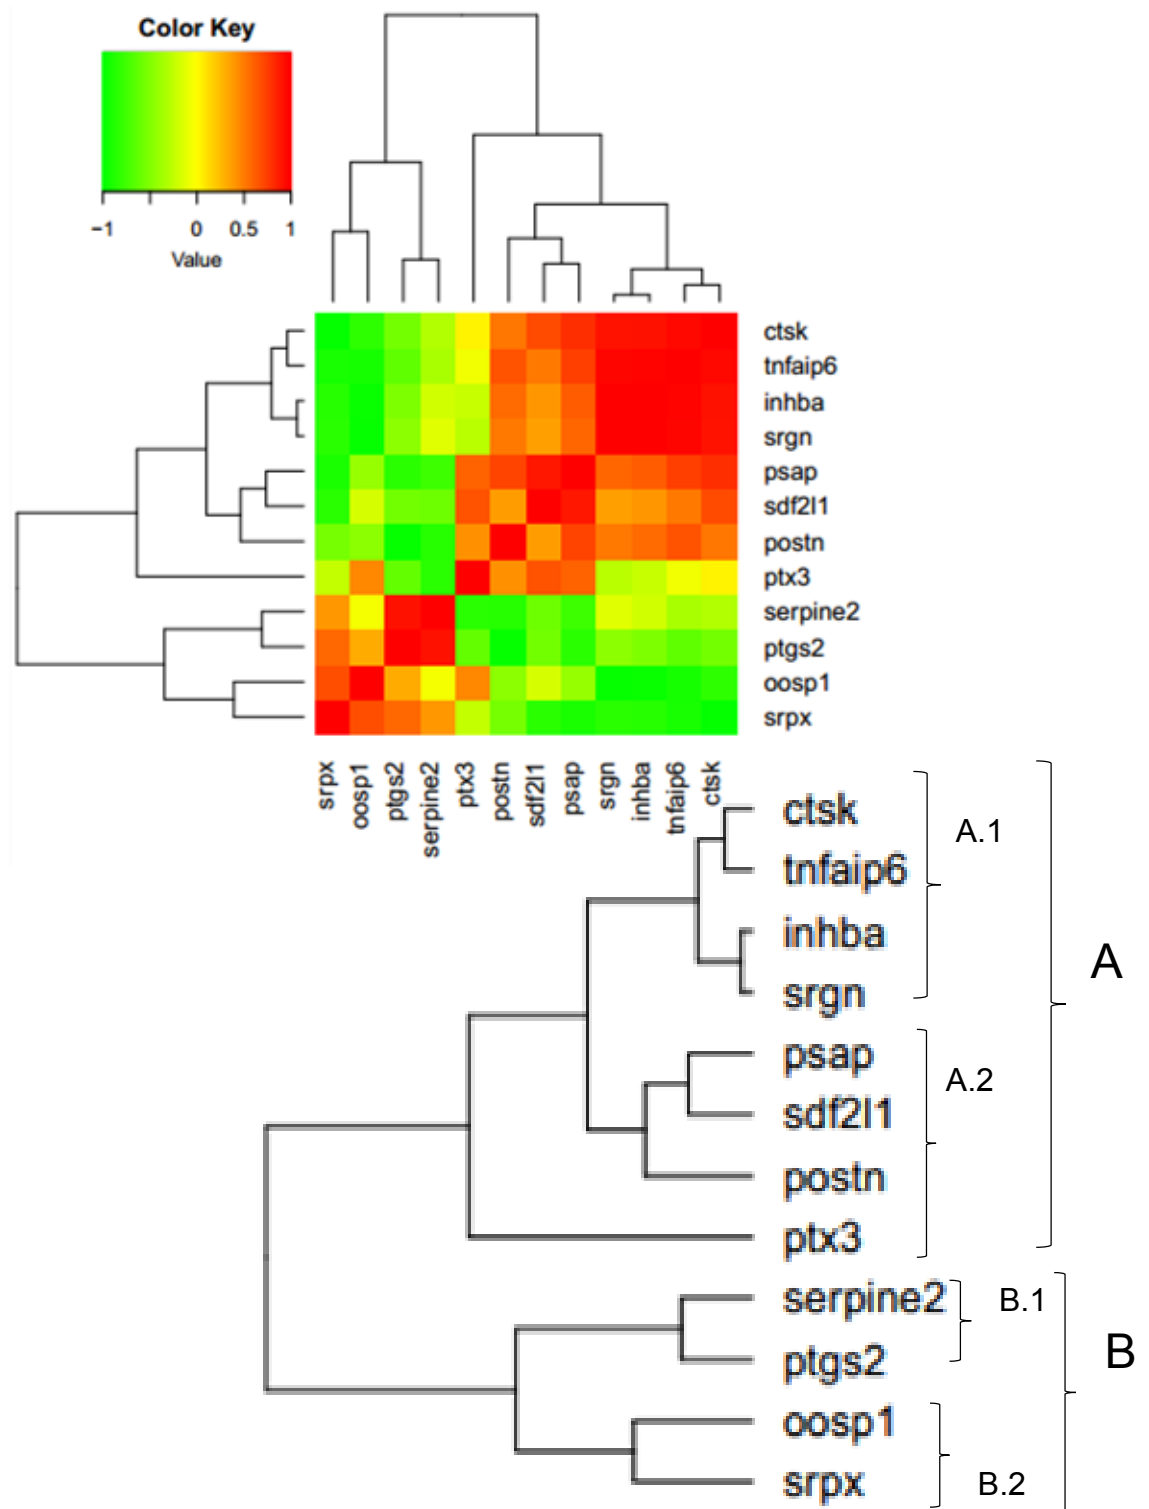 Color Key
−1 0 0.5 1
Value
ctsk
tnfaip6
inhba
srgn
psap
sdf2l1
postn
ptx3
serpine2
ptgs2
oosp1
srpx
srpx oosp1 ptgs2 serpine2 ptx3 postn sdf2l1 psap srgn inhba tnfaip6 ctsk
ctsk
A.1
tnfaip6
inhba
A
srgn
psap
A.2
sdf2l1
postn
ptx3
serpine2
B.1
ptgs2
B
oosp1
srpx
B.2